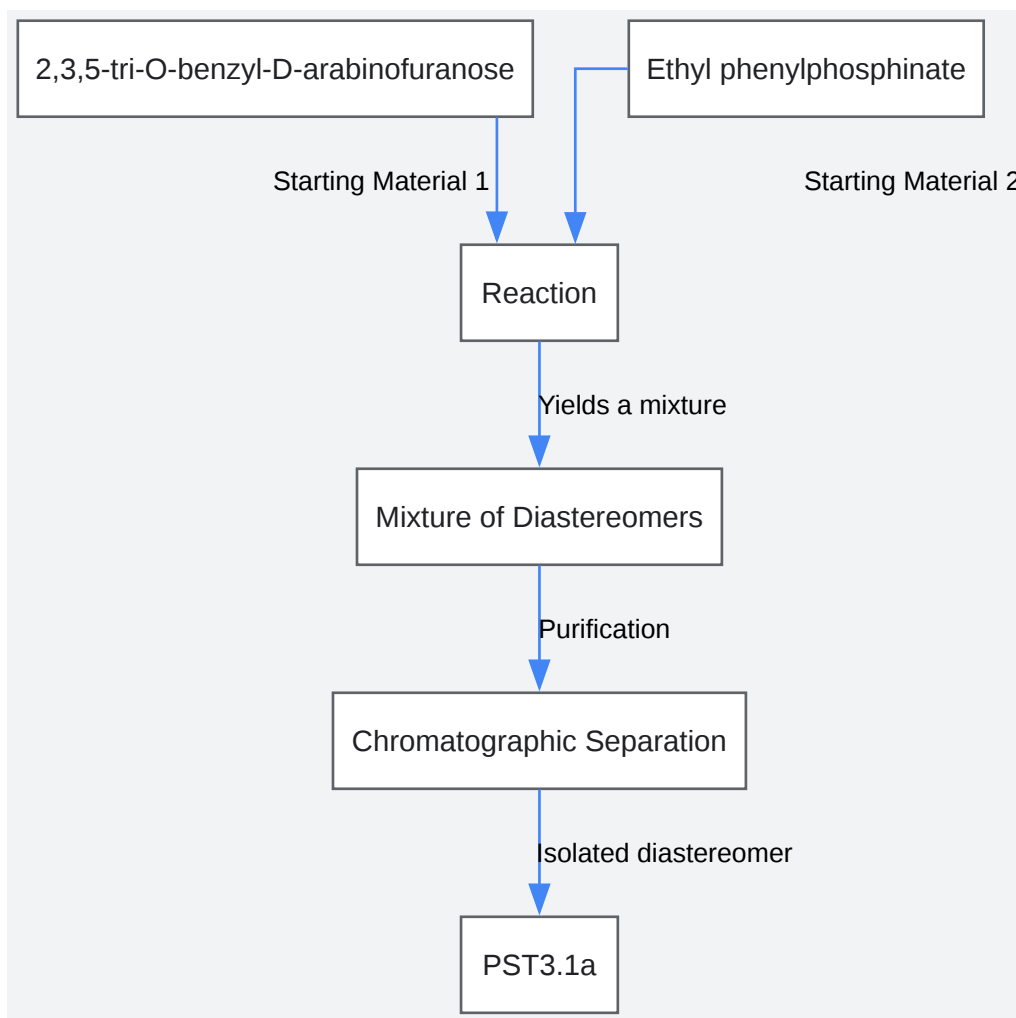 2,3,5-tri-O-benzyl-D-arabinofuranose
Ethyl phenylphosphinate
Starting Material 1
Starting Material 2
Reaction
Yields a mixture
Mixture of Diastereomers
Purification
Chromatographic Separation
Isolated diastereomer
PST3.1a